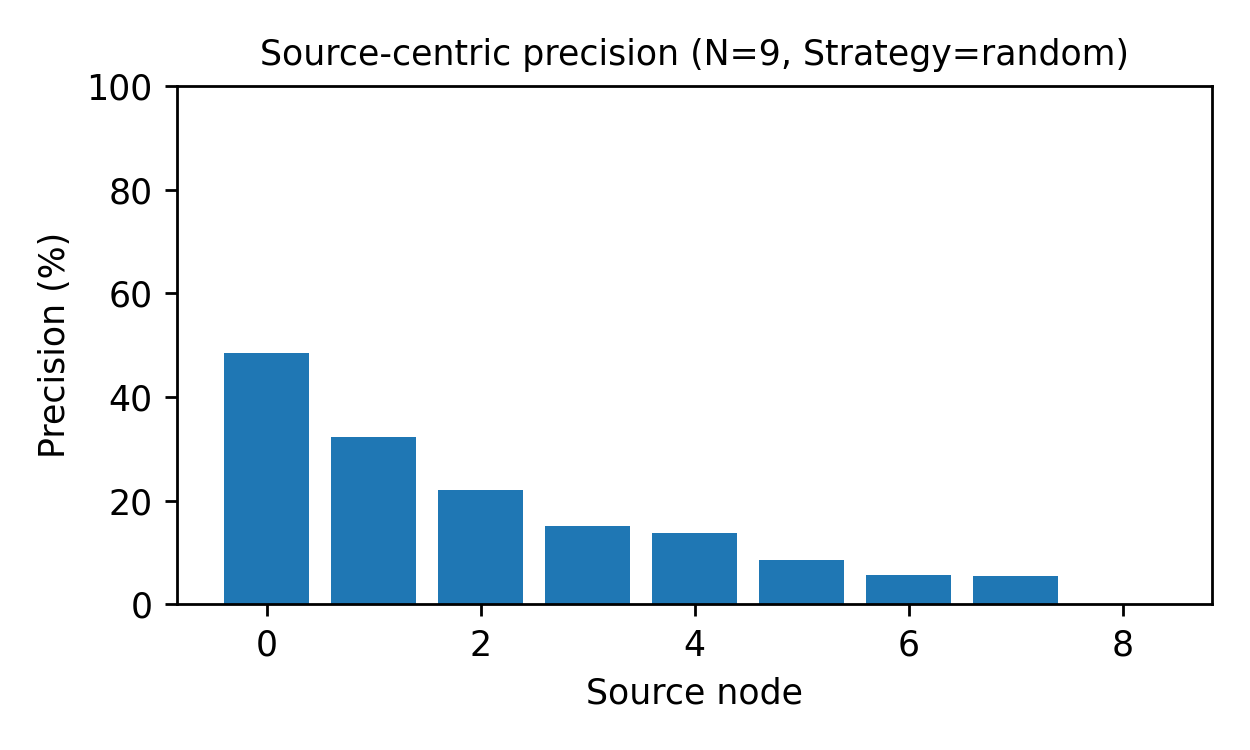 Source-centric precision (N=9, Strategy=random)
100
80
60
40
20
0
Precision (%)
0 2 4 6 8
Source node